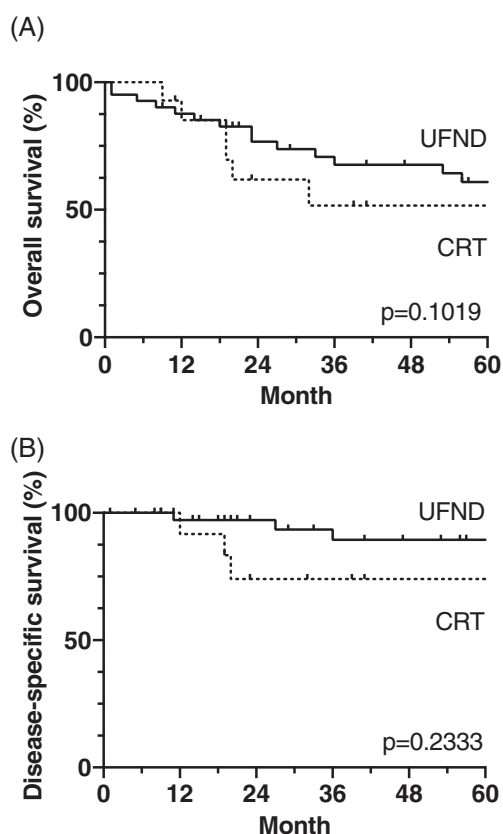 (A)
Overall survival (%)
100
50
0
UFND
CRT
p=0.1019
0 12 24 36 48 60
Month
(B)
Disease-specific survival (%)
100
50
0
UFND
CRT
p=0.2333
0 12 24 36 48 60
Month